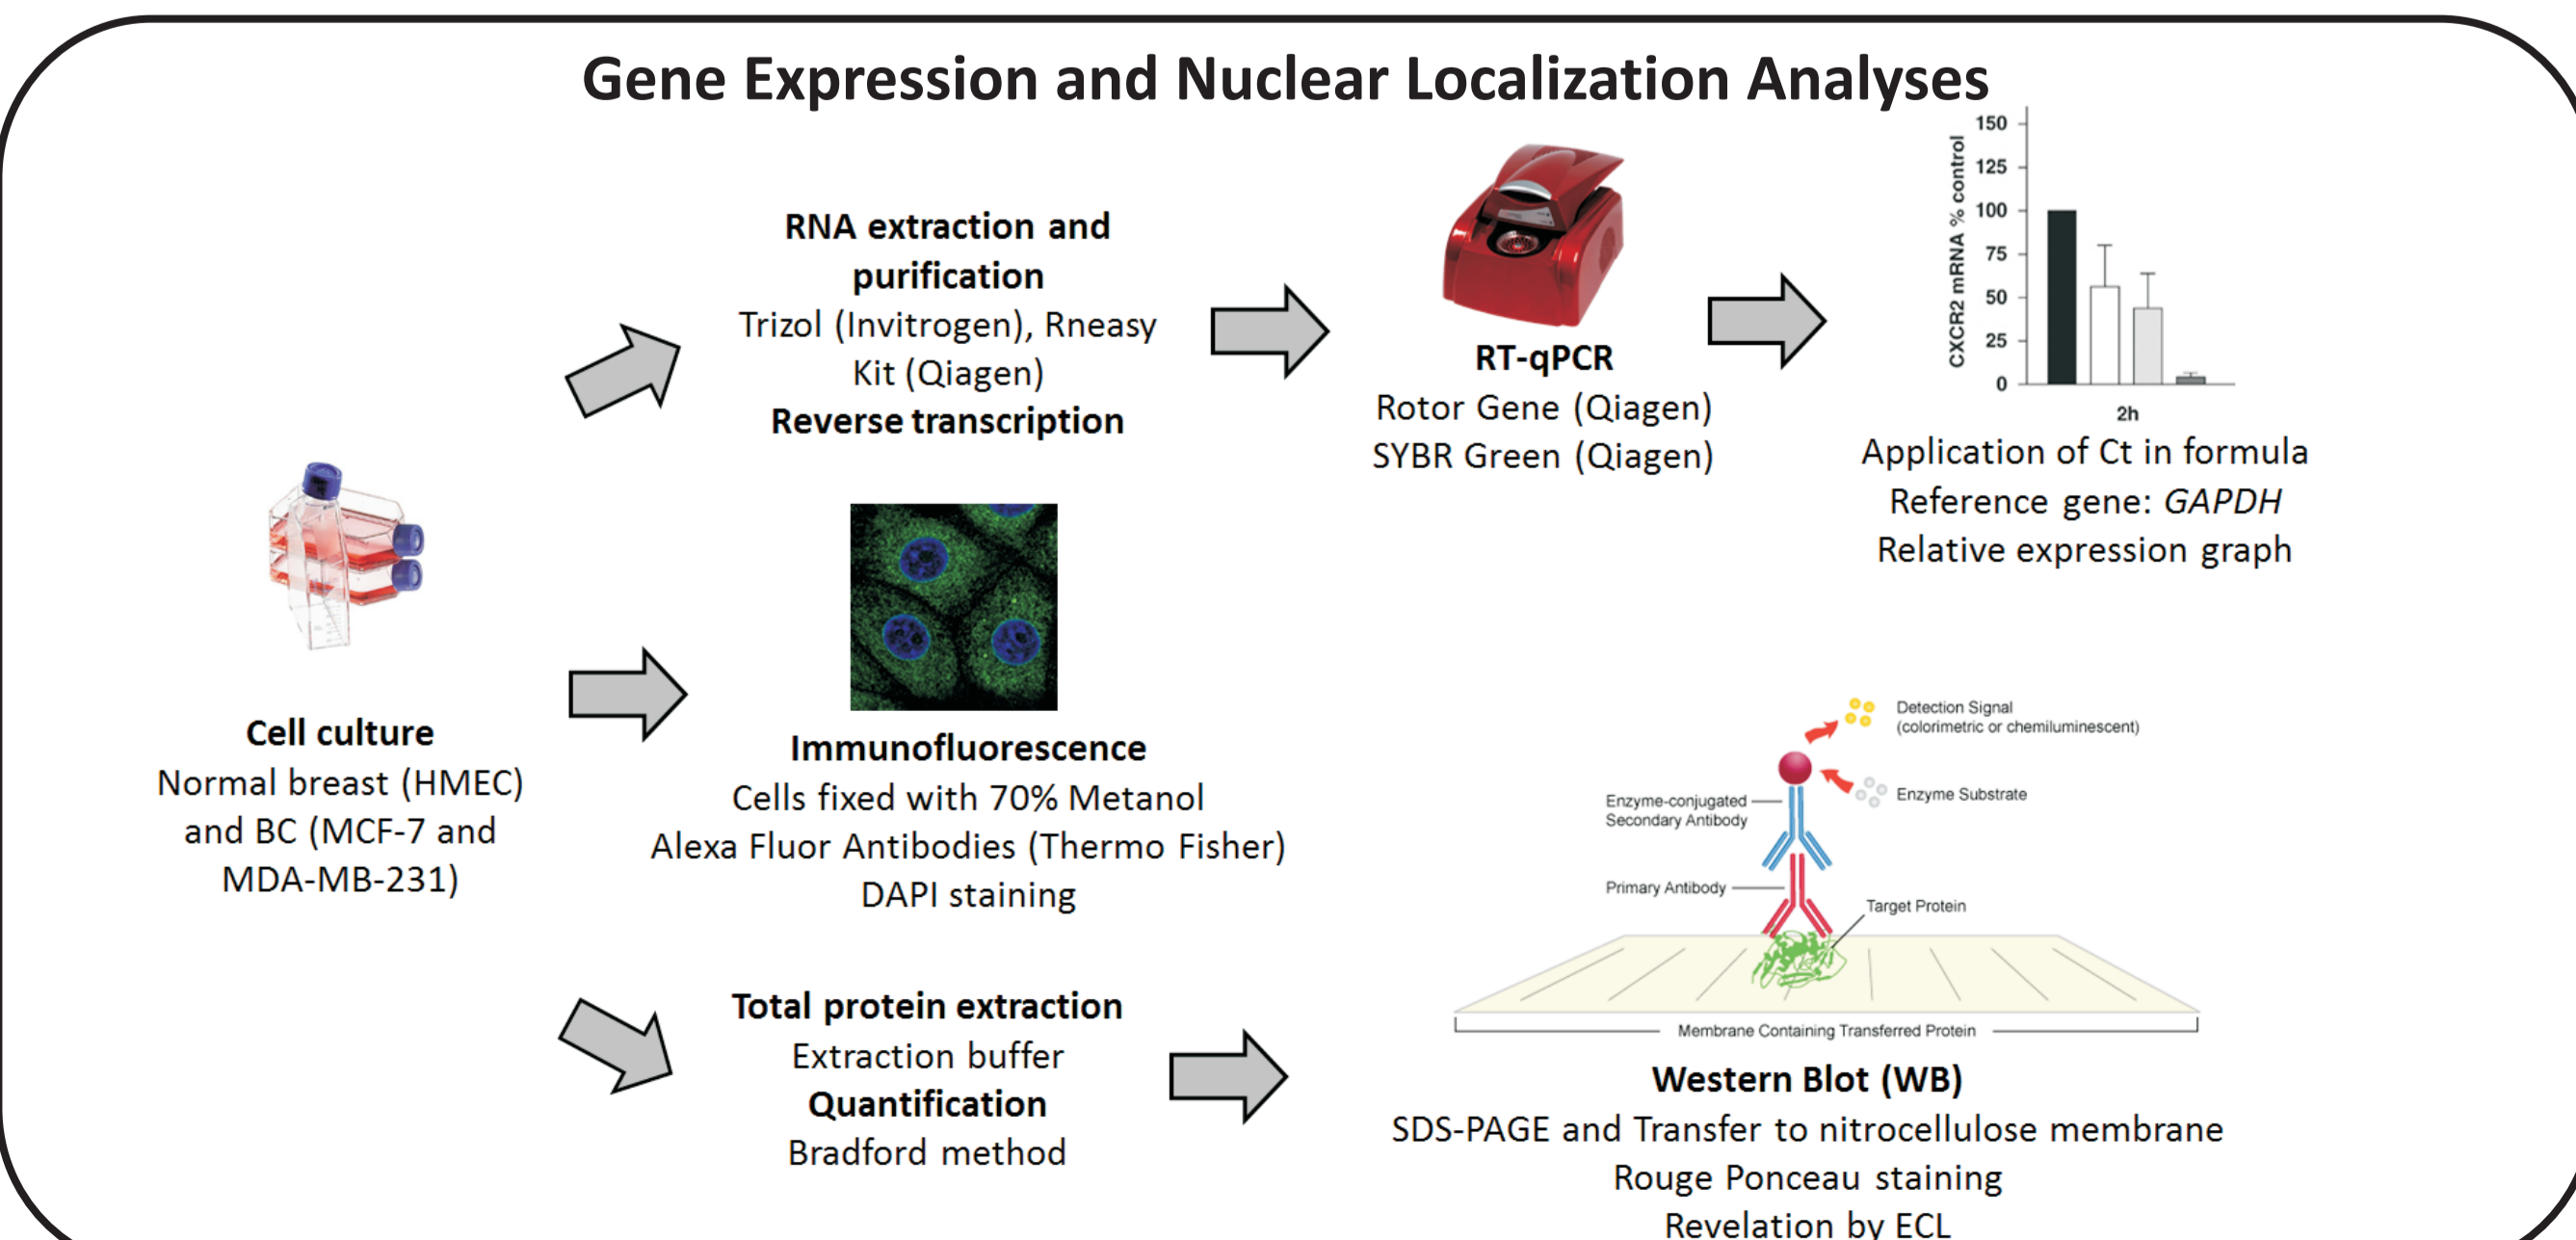 Gene Expression and Nuclear Localization Analyses
RNA extraction and
purification
Trizol (Invitrogen), Rneasy
Kit (Qiagen)
Reverse transcription
RT-qPCR
Rotor Gene (Qiagen)
SYBR Green (Qiagen)
CXCR2 mRNA % control
150
125
100
75
50
25
0
2h
Application of Ct in formula
Reference gene: GAPDH
Relative expression graph
Cell culture
Normal breast (HMEC)
and BC (MCF-7 and
MDA-MB-231)
Immunofluorescence
Cells fixed with 70% Metanol
Alexa Fluor Antibodies (Thermo Fisher)
DAPI staining
Total protein extraction
Extraction buffer
Quantification
Bradford method
Detection Signal
(colorimetric or chemiluminescent)
Enzyme Substrate
Enzyme-conjugated
Secondary Antibody
Primary Antibody
Target Protein
Membrane Containing Transferred Protein
Western Blot (WB)
SDS-PAGE and Transfer to nitrocellulose membrane
Rouge Ponceau staining
Revelation by ECL